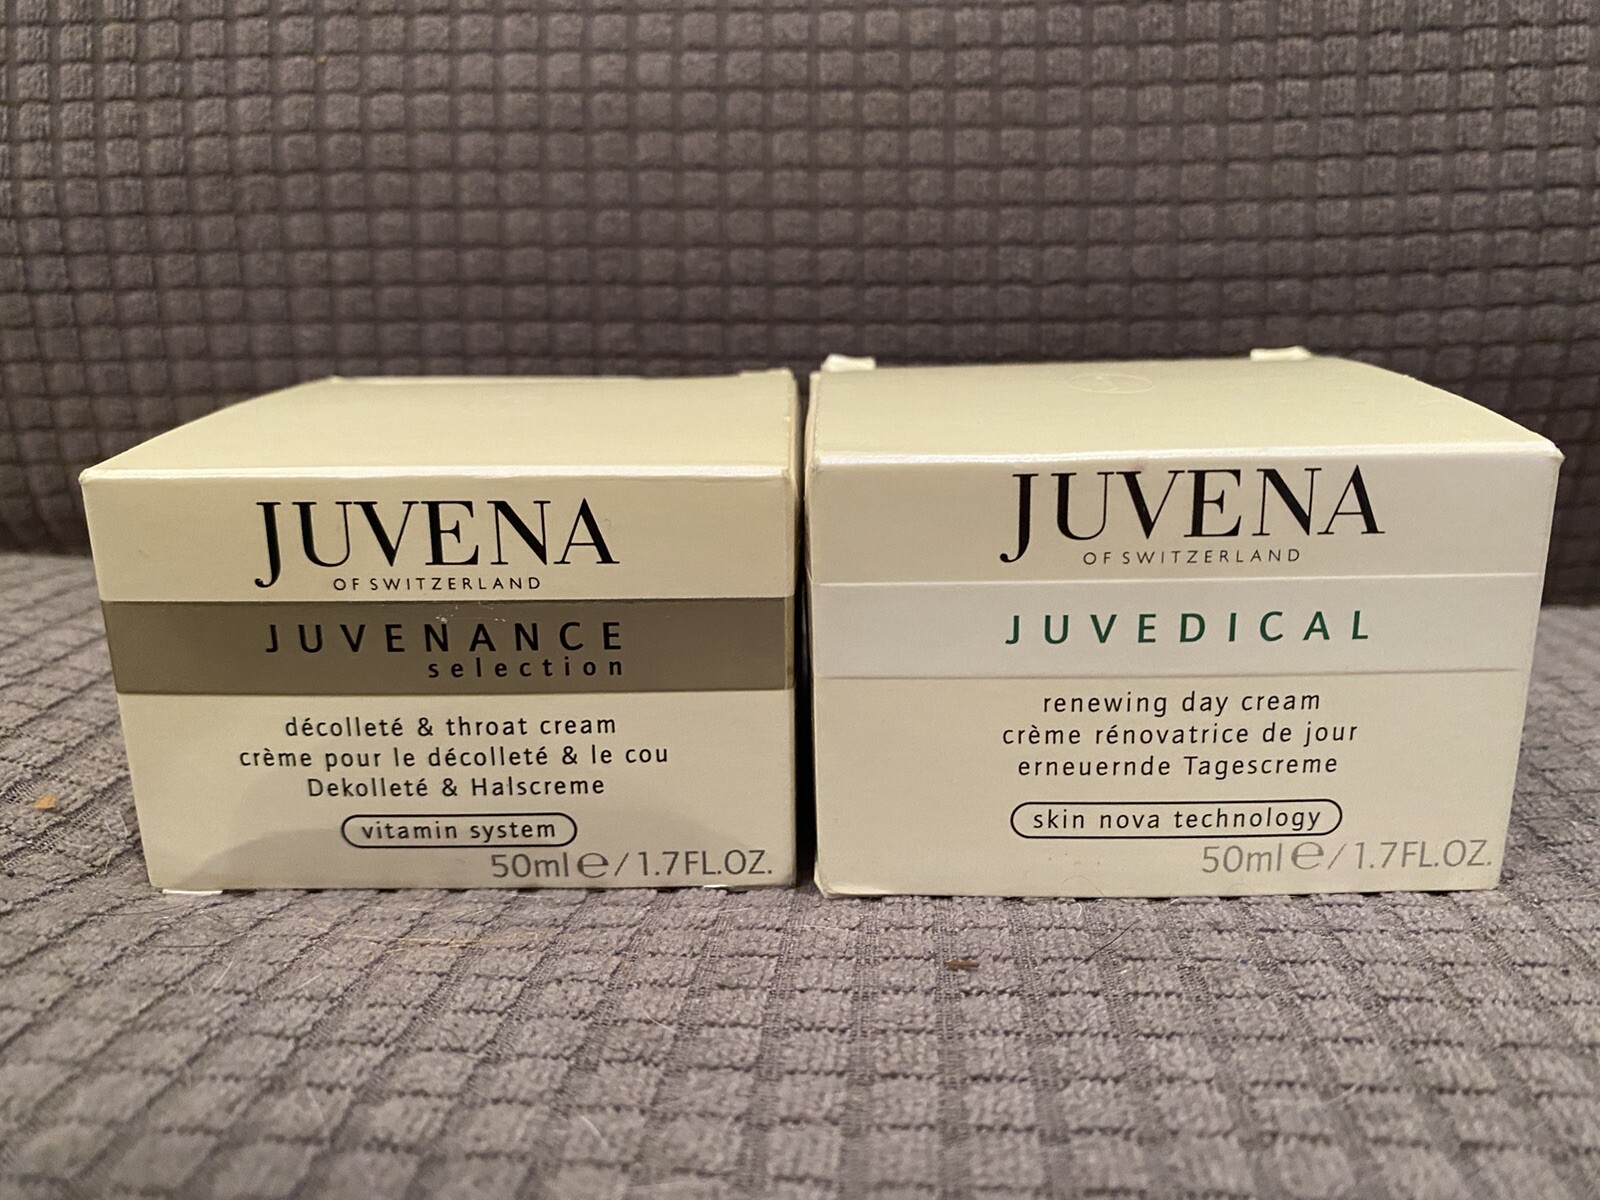 JUVENA
OF SWITZERLAND
JUVENANCE
selection
décolleté & throat cream
crème pour le décolleté & le cou
Dekolleté & Halscreme
vitamin system
50ml ℮ / 1.7FL.OZ.
JUVENA
OF SWITZERLAND
JUVEDICAL
renewing day cream
crème rénovatrice de jour
erneuernde Tagescreme
skin nova technology
50ml ℮ / 1.7FL.OZ.